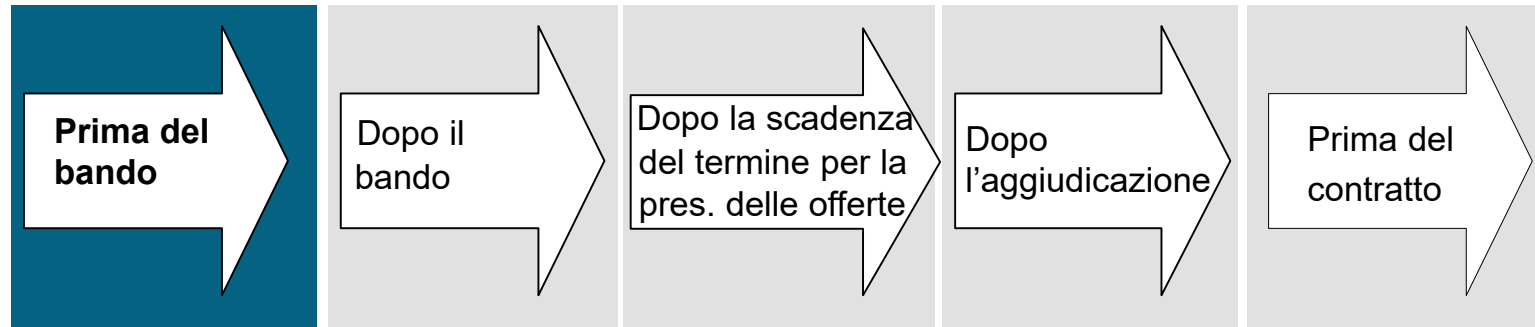 Prima del
bando
Dopo il
bando
Dopo la scadenza
del termine per la
pres. delle offerte
Dopo
l’aggiudicazione
Prima del
contratto